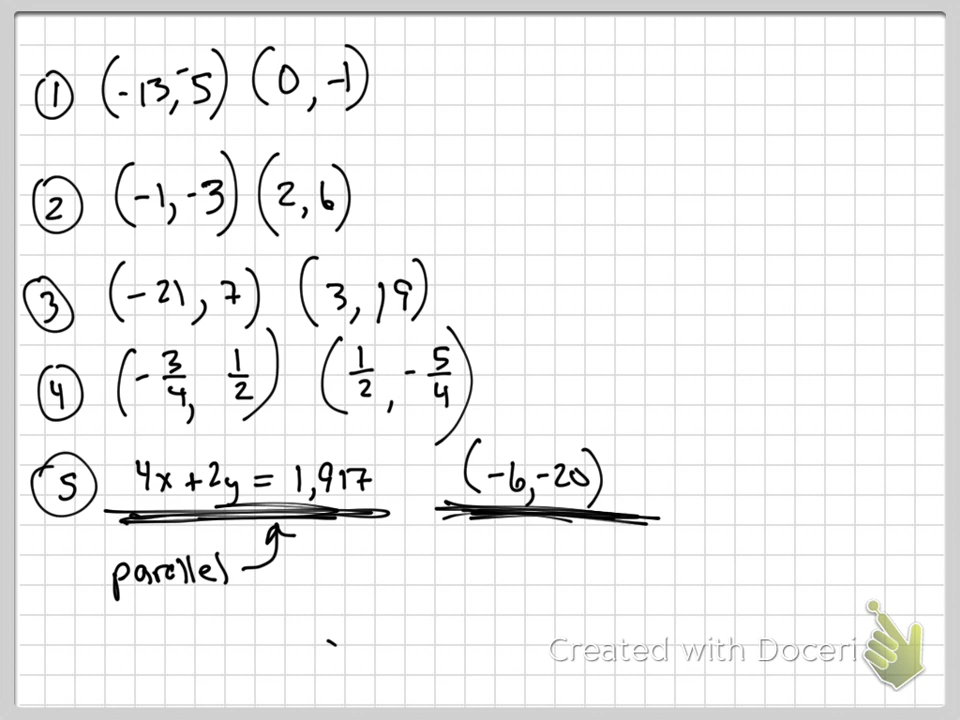 ① (-13, -5) (0, -1)
② (-1, -3) (2, 6)
③ (-21, 7) (3, 19)
④ (-3/4, 1/2) (1/2, -5/4)
⑤ 4x + 2y = 1,917 (-6, -20)
parallel
Created with Doceri